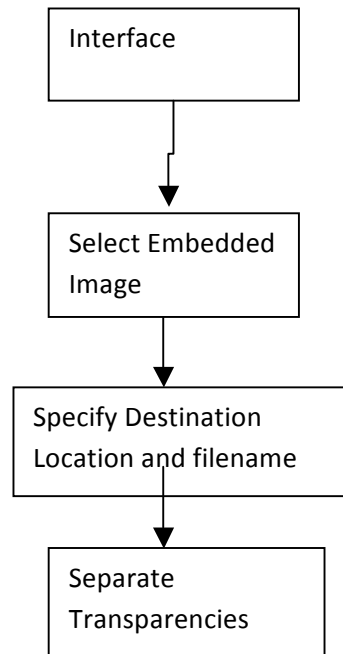 Interface
Select Embedded
Image
Specify Destination
Location and filename
Separate
Transparencies